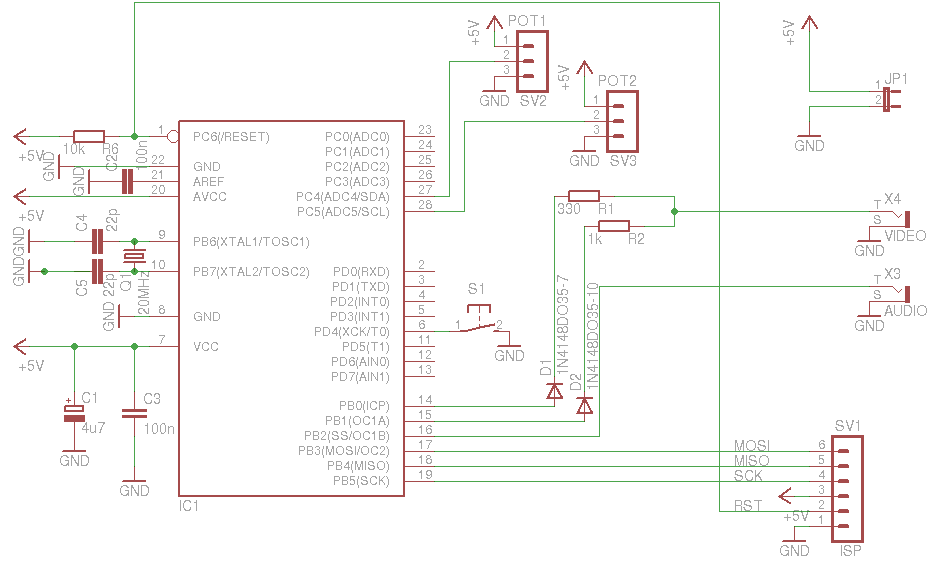 POT1
+5V
1
2
3
GND
SV2
POT2
+5V
1
2
3
GND
SV3
+5V
JP1
1
2
GND
+5V
10k
R6
1
PC6(/RESET)
GND
C2
100n
22
GND
GND
21
AREF
20
AVCC
+5V
C4
22p
9
PB6(XTAL1/TOSC1)
GND
GND
C5
22p
Q1
20MHz
10
PB7(XTAL2/TOSC2)
GND
8
GND
7
VCC
+5V
C1
+
4u7
GND
C3
100n
GND
IC1
PC0(ADC0)
23
PC1(ADC1)
24
PC2(ADC2)
25
PC3(ADC3)
26
PC4(ADC4/SDA)
27
PC5(ADC5/SCL)
28
PD0(RXD)
2
PD1(TXD)
3
PD2(INT0)
4
PD3(INT1)
5
PD4(XCK/T0)
6
PD5(T1)
11
PD6(AIN0)
12
PD7(AIN1)
13
PB0(ICP)
14
PB1(OC1A)
15
PB2(SS/OC1B)
16
PB3(MOSI/OC2)
17
PB4(MISO)
18
PB5(SCK)
19
S1
1
2
GND
330
R1
1k
R2
D1
1N4148DO35-7
D2
1N4148DO35-10
T
X4
S
VIDEO
GND
T
X3
S
AUDIO
GND
SV1
MOSI
6
MISO
5
SCK
4
3
+5V
RST
2
1
GND
ISP